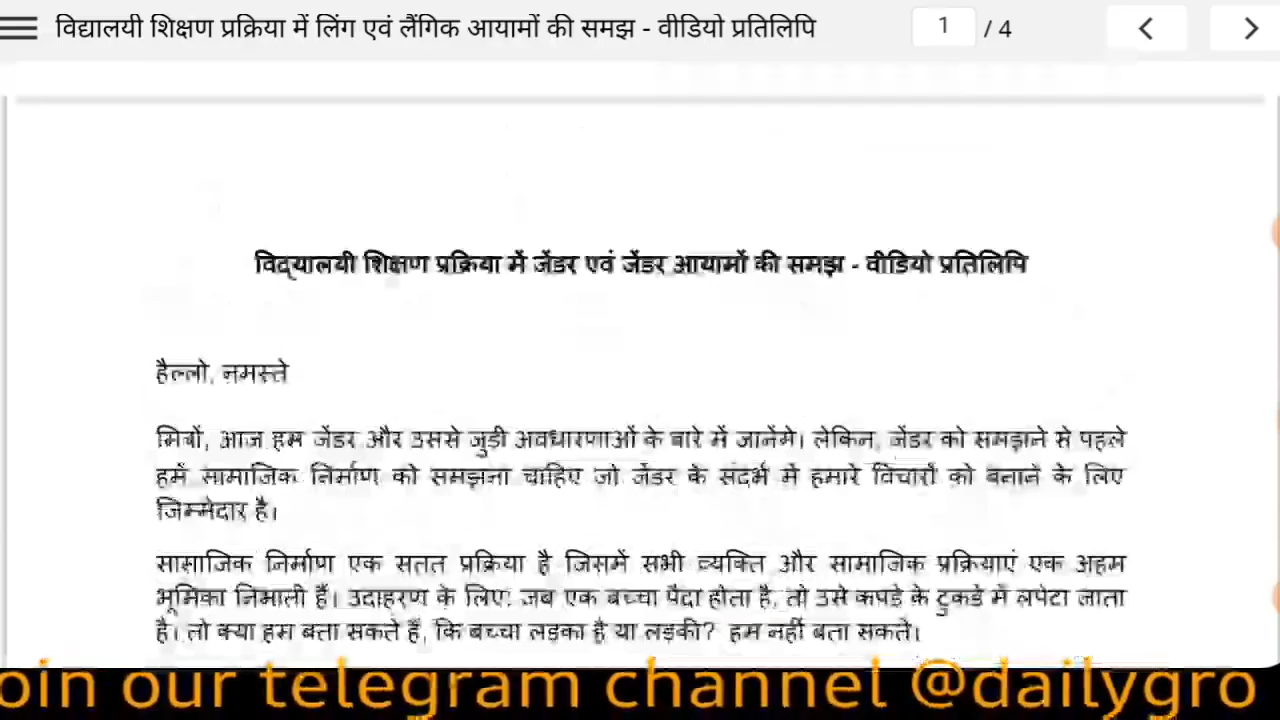 विद्यालयी शिक्षण प्रक्रिया में लिंग एवं लैंगिक आयामों की समझ - वीडियो प्रतिलिपि 1 / 4
विद्यालयी शिक्षण प्रक्रिया में जेंडर एवं जेंडर आयामों की समझ - वीडियो प्रतिलिपि
हैल्लो, नमस्ते
मित्रों, आज हम जेंडर और उससे जुड़ी अवधारणाओं के बारे में जानेंगे। लेकिन, जेंडर को समझने से पहले
हमें सामाजिक निर्माण को समझना चाहिए जो जेंडर के संदर्भ में हमारे विचारों को बनाने के लिए
जिम्मेदार है।
सामाजिक निर्माण एक सतत प्रक्रिया है जिसमें सभी व्यक्ति और सामाजिक प्रक्रियाएं एक अहम
भूमिका निभाती हैं। उदाहरण के लिए, जब एक बच्चा पैदा होता है, तो उसे कपड़े के टुकड़े में लपेटा जाता
है। तो क्या हम बता सकते हैं, कि बच्चा लड़का है या लड़की? हम नहीं बता सकते।
oin our telegram channel @dailygro